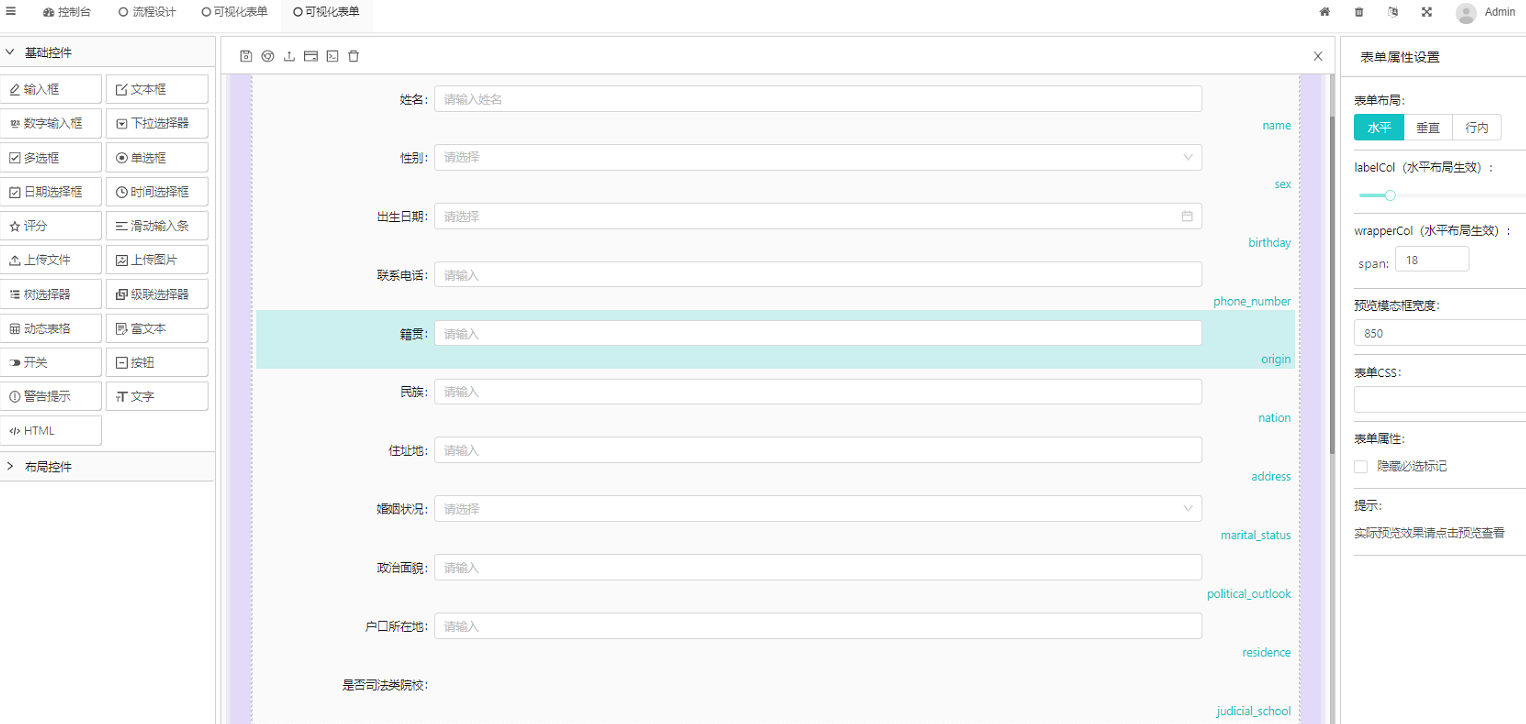 控制台 流程设计 可视化表单 可视化表单 Admin
基础控件
输入框 文本框
数字输入框 下拉选择器
多选框 单选框
日期选择框 时间选择框
评分 滑动输入条
上传文件 上传图片
树选择器 级联选择器
动态表格 富文本
开关 按钮
警告提示 文字
HTML
布局控件
姓名: 请输入姓名
name
性别: 请选择
sex
出生日期: 请选择
birthday
联系电话: 请输入
phone_number
籍贯: 请输入
origin
民族: 请输入
nation
住址地: 请输入
address
婚姻状况: 请选择
marital_status
政治面貌: 请输入
political_outlook
户口所在地: 请输入
residence
是否司法类院校:
judicial_school
表单属性设置
表单布局:
水平 垂直 行内
labelCol（水平布局生效）:
wrapperCol（水平布局生效）:
span: 18
预览模态框宽度:
850
表单CSS:
表单属性:
隐藏必选标记
提示:
实际预览效果请点击预览查看